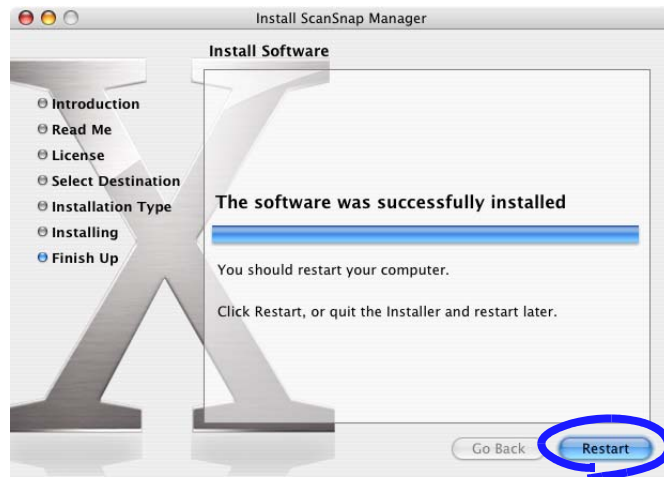 Install ScanSnap Manager
Install Software
Introduction
Read Me
License
Select Destination
Installation Type
Installing
Finish Up
The software was successfully installed
You should restart your computer.
Click Restart, or quit the Installer and restart later.
Go Back
Restart